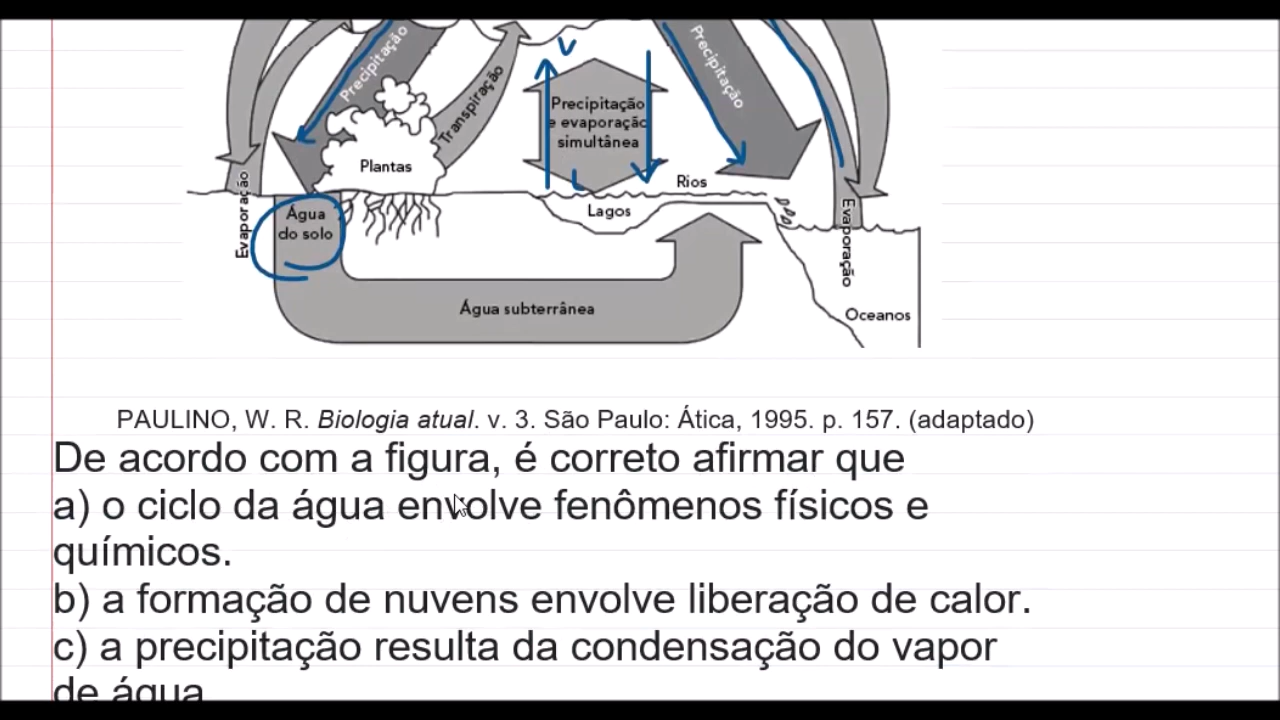 Precipitação
Transpiração
Precipitação
Precipitação
e evaporação
simultânea
v
L
Plantas
Rios
Evaporação
Água
do solo
Lagos
Evaporação
Água subterrânea
Oceanos
PAULINO, W. R. Biologia atual. v. 3. São Paulo: Ática, 1995. p. 157. (adaptado)
De acordo com a figura, é correto afirmar que
a) o ciclo da água envolve fenômenos físicos e
químicos.
b) a formação de nuvens envolve liberação de calor.
c) a precipitação resulta da condensação do vapor
de água